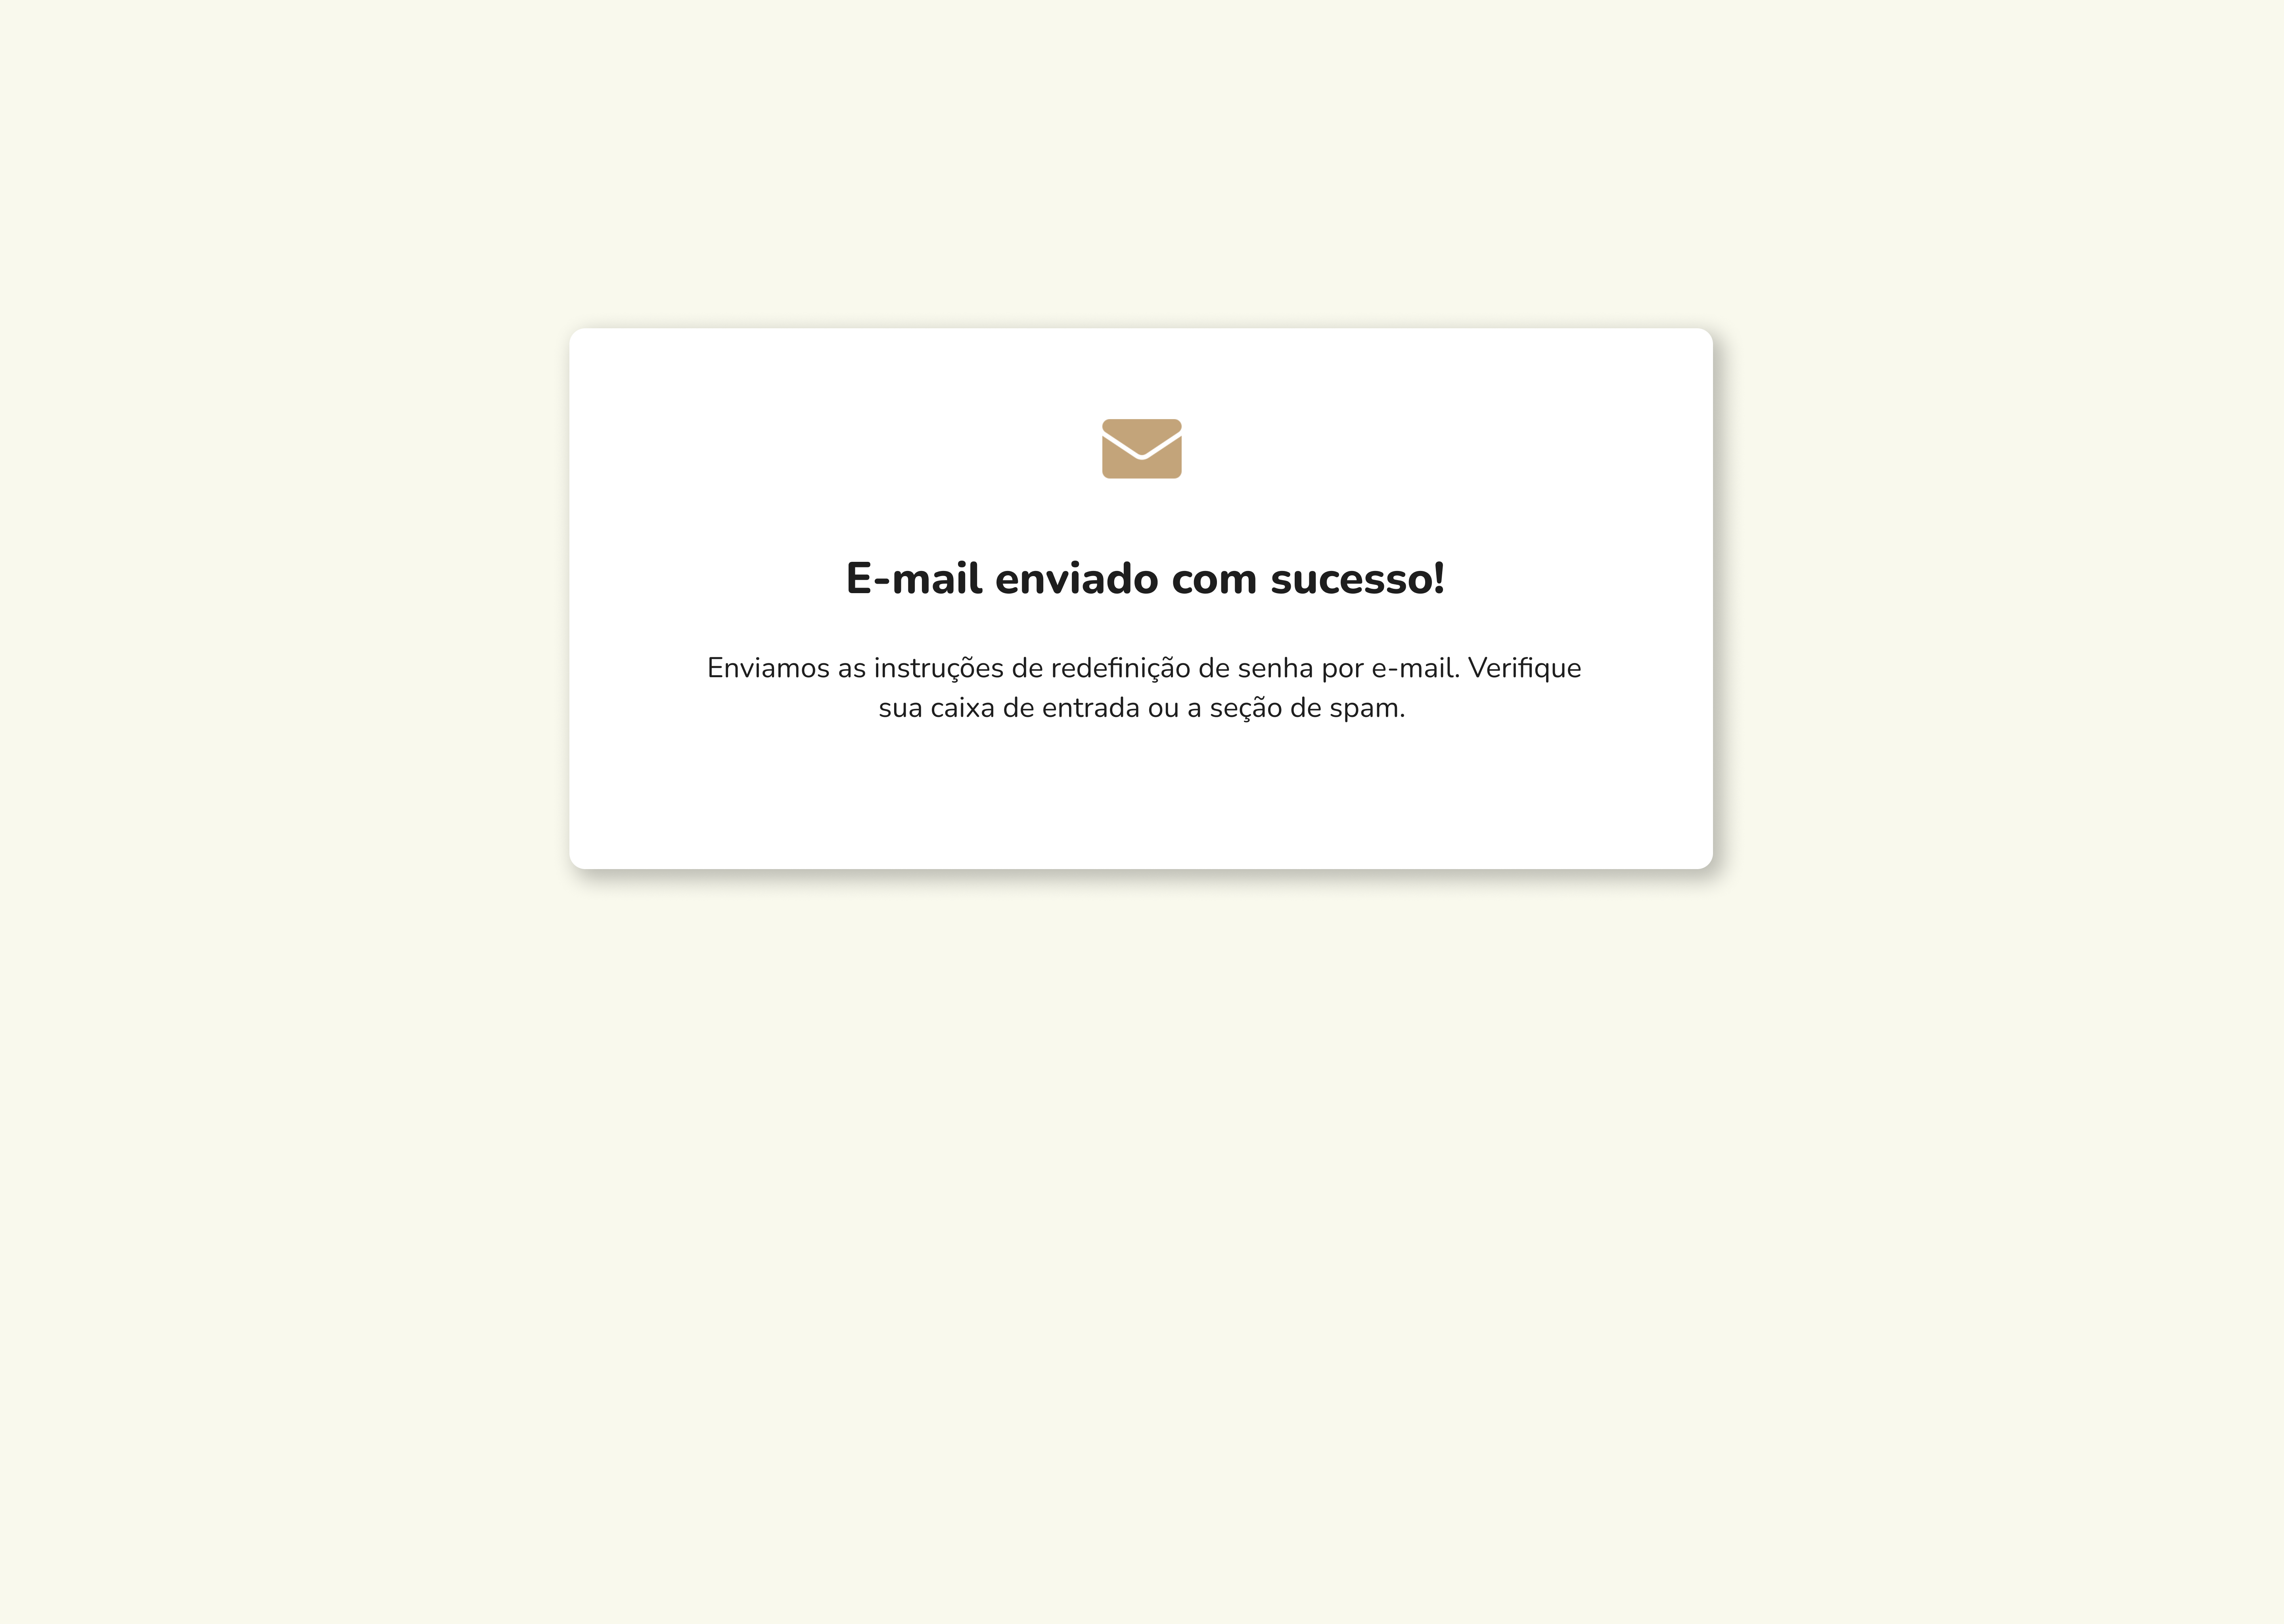 E-mail enviado com sucesso!
Enviamos as instruções de redefinição de senha por e-mail. Verifique
sua caixa de entrada ou a seção de spam.